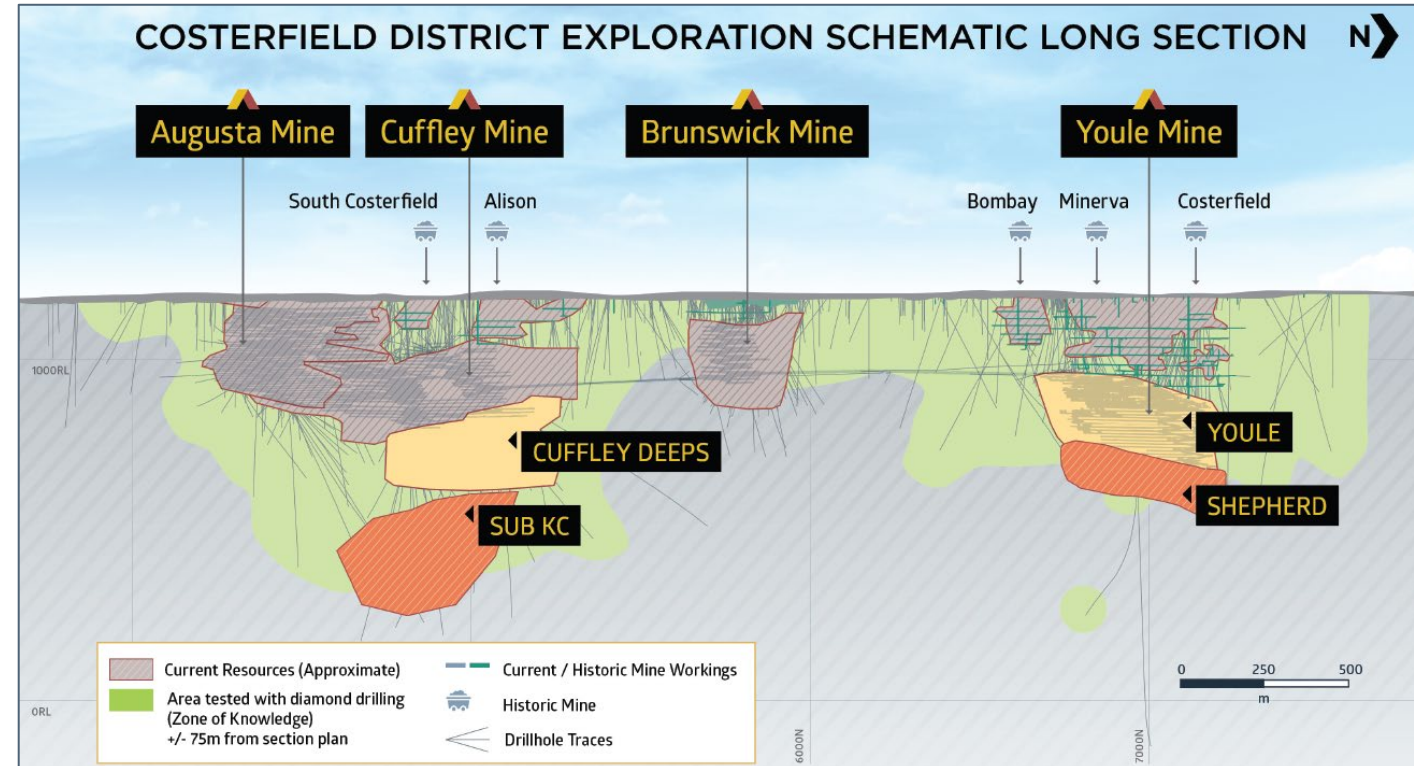 COSTERFIELD DISTRICT EXPLORATION SCHEMATIC LONG SECTION N
Augusta Mine
Cuffley Mine
Brunswick Mine
Youle Mine
South Costerfield
Alison
Bombay
Minerva
Costerfield
1000RL
CUFFLEY DEEPS
YOULE
SUB KC
SHEPHERD
Current Resources (Approximate)
Area tested with diamond drilling
(Zone of Knowledge)
+/- 75m from section plan
Current / Historic Mine Workings
Historic Mine
Drillhole Traces
0 250 500
m
0RL
6000N
7000N